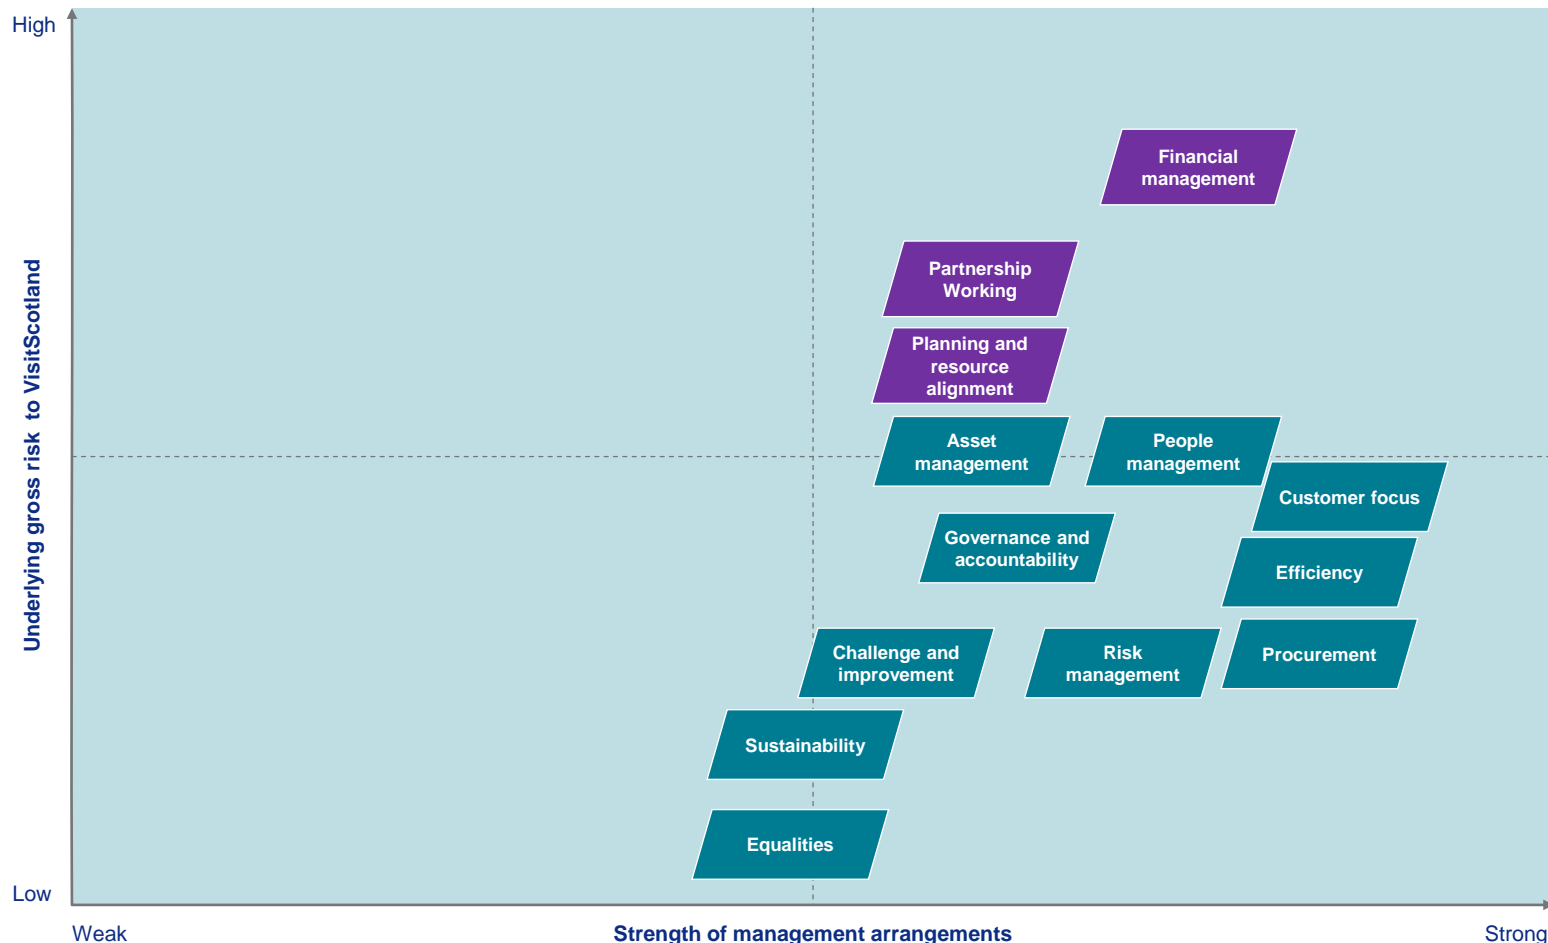 High
Financial
management
Partnership
Working
Planning and
resource
alignment
Underlying gross risk  to VisitScotland
Asset
management
People
management
Customer focus
Governance and
accountability
Efficiency
Challenge and
improvement
Risk
management
Procurement
Sustainability
Equalities
Low
Weak
Strength of management arrangements
Strong